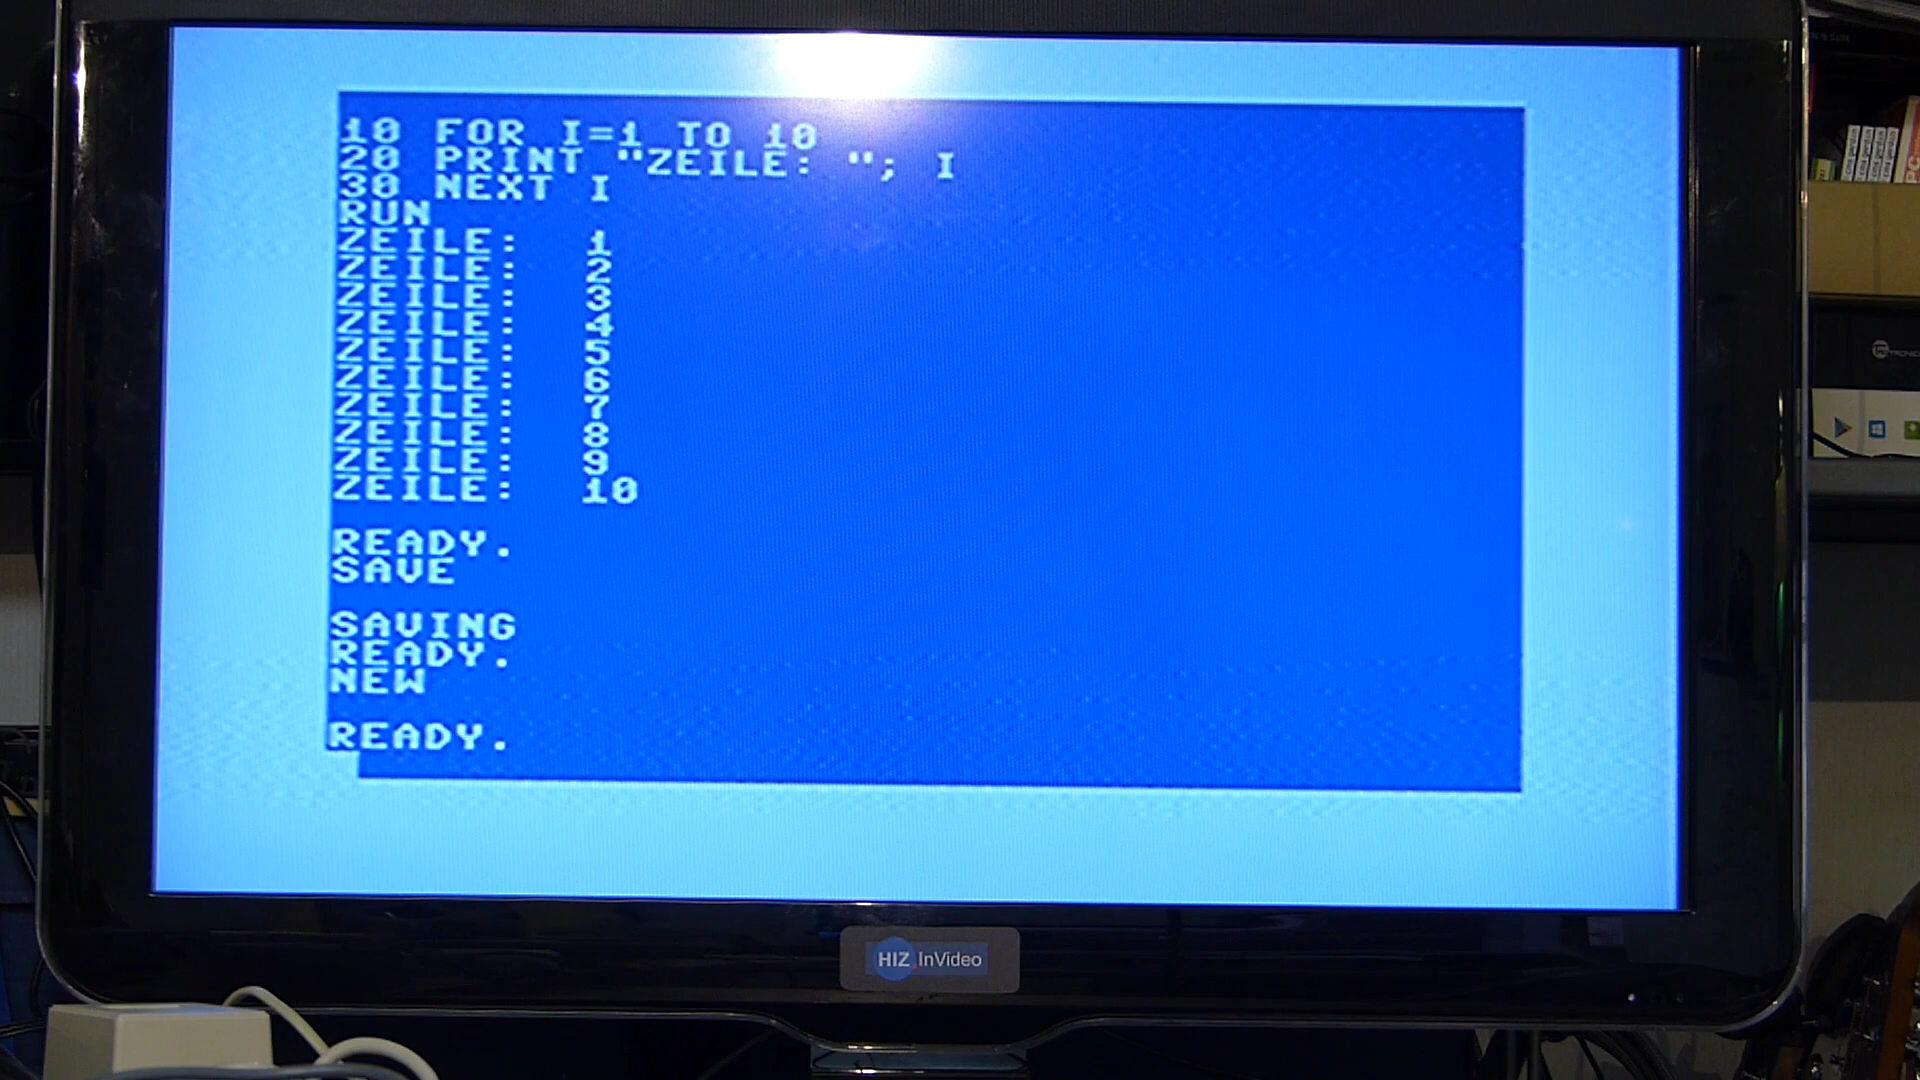 10 FOR I=1 TO 10
20 PRINT "ZEILE: "; I
30 NEXT I
RUN
ZEILE:  1
ZEILE:  2
ZEILE:  3
ZEILE:  4
ZEILE:  5
ZEILE:  6
ZEILE:  7
ZEILE:  8
ZEILE:  9
ZEILE:  10
READY.
SAVE
SAVING
READY.
NEW
READY.
HIZ InVideo